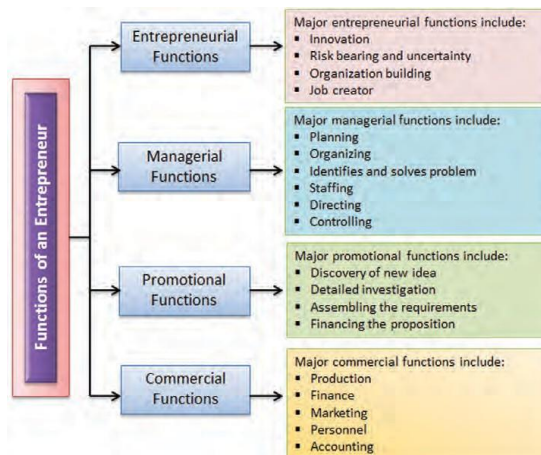 Functions of an Entrepreneur
Entrepreneurial
Functions
Major entrepreneurial functions include:
▪ Innovation
▪ Risk bearing and uncertainty
▪ Organization building
▪ Job creator
Managerial
Functions
Major managerial functions include:
▪ Planning
▪ Organizing
▪ Identifies and solves problem
▪ Staffing
▪ Directing
▪ Controlling
Promotional
Functions
Major promotional functions include:
▪ Discovery of new idea
▪ Detailed investigation
▪ Assembling the requirements
▪ Financing the proposition
Commercial
Functions
Major commercial functions include:
▪ Production
▪ Finance
▪ Marketing
▪ Personnel
▪ Accounting